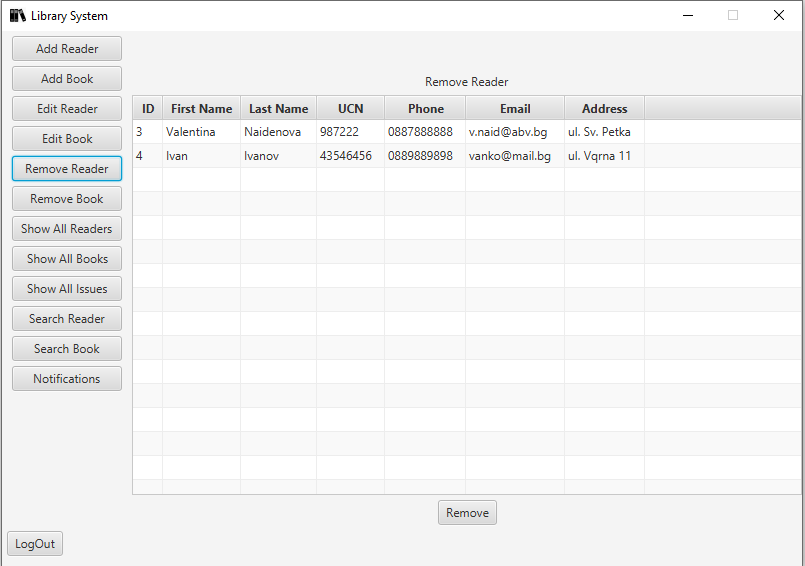 Library System
Add Reader
Add Book
Edit Reader
Edit Book
Remove Reader
Remove Book
Show All Readers
Show All Books
Show All Issues
Search Reader
Search Book
Notifications
LogOut
Remove Reader
ID First Name Last Name UCN Phone Email Address
3 Valentina Naidenova 987222 0887888888 v.naid@abv.bg ul. Sv. Petka
4 Ivan Ivanov 43546456 0889889898 vanko@mail.bg ul. Vqrna 11
Remove